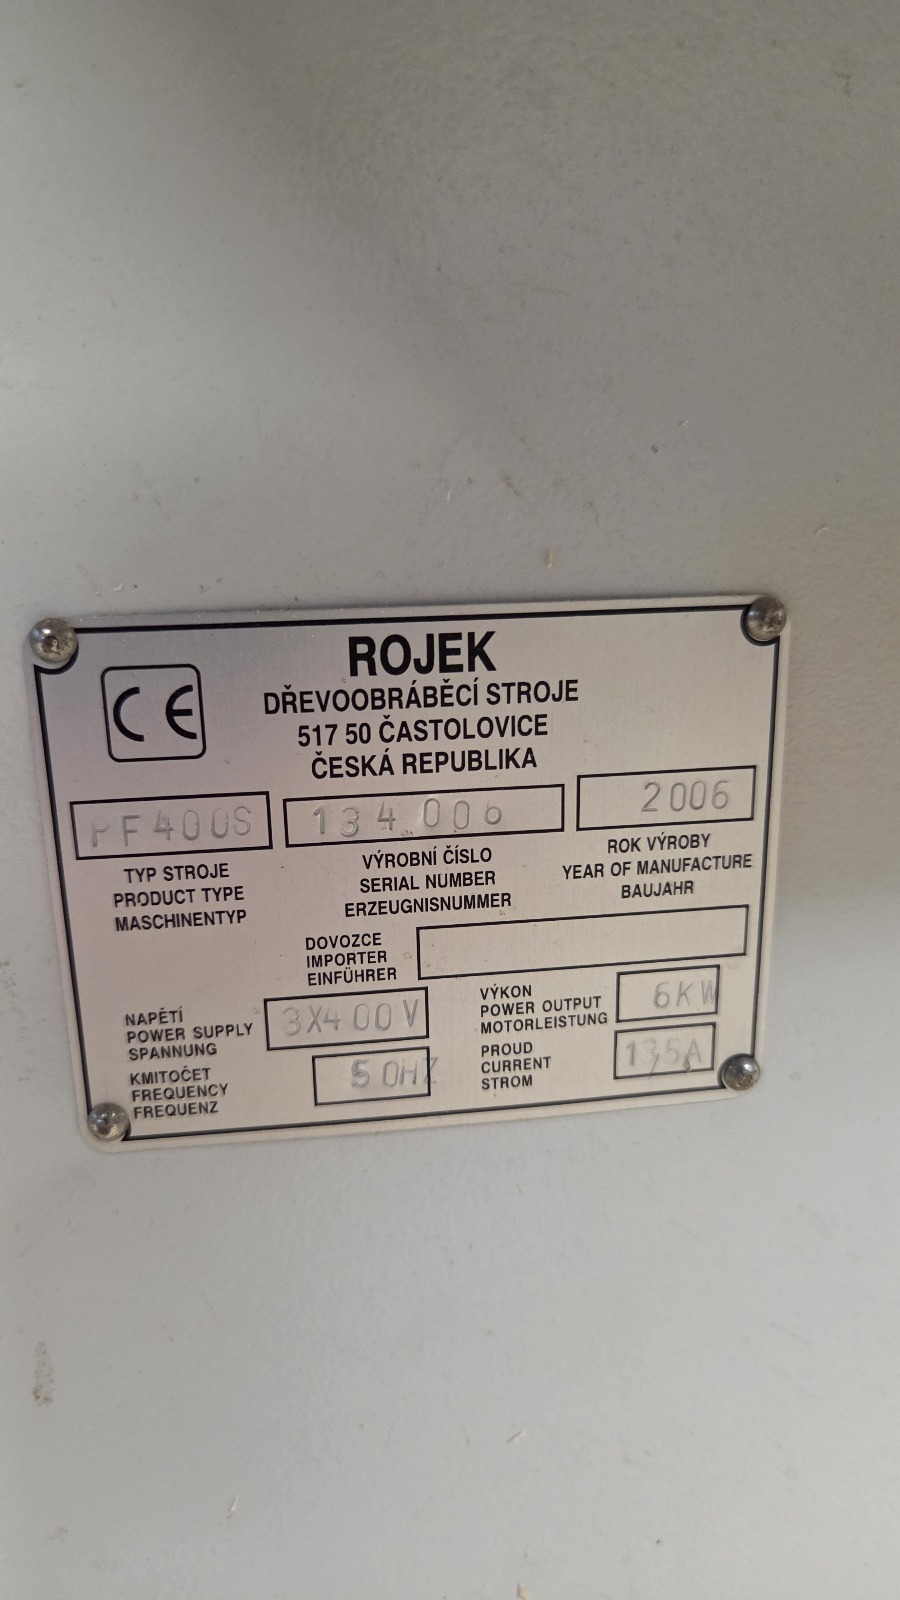 CE
ROJEK
DŘEVOOBRÁBĚCÍ STROJE
517 50 ČASTOLOVICE
ČESKÁ REPUBLIKA
PF400S
134 006
2006
TYP STROJE
PRODUCT TYPE
MASCHINENTYP
VÝROBNÍ ČÍSLO
SERIAL NUMBER
ERZEUGNISNUMMER
ROK VÝROBY
YEAR OF MANUFACTURE
BAUJAHR
DOVOZCE
IMPORTER
EINFÜHRER
NAPĚTÍ
POWER SUPPLY
SPANNUNG
3X400V
VÝKON
POWER OUTPUT
MOTORLEISTUNG
6KW
KMITOČET
FREQUENCY
FREQUENZ
50HZ
PROUD
CURRENT
STROM
13,5A